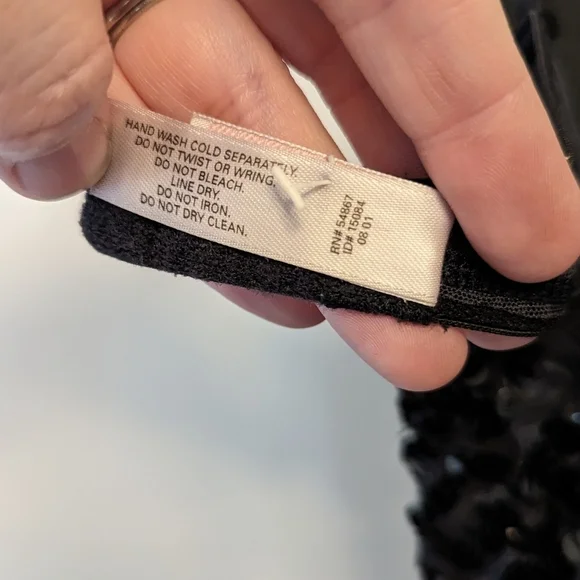 HAND WASH COLD SEPARATELY.
DO NOT TWIST OR WRING.
DO NOT BLEACH.
LINE DRY.
DO NOT IRON.
DO NOT DRY CLEAN.
RN# 54867
ID# 15084
08 01